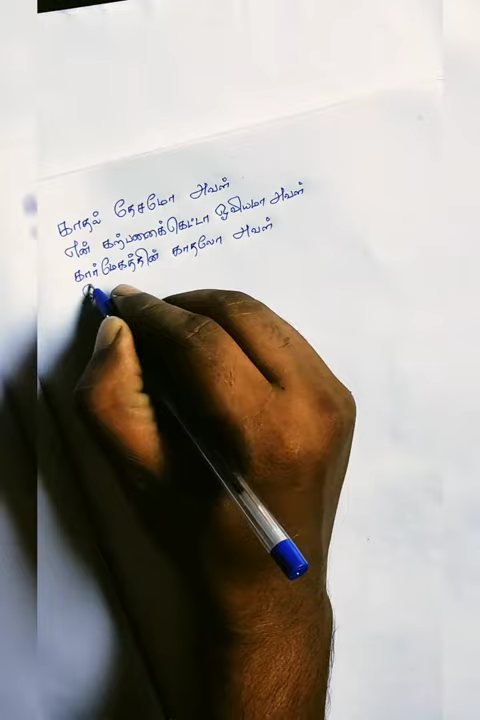 காதல் தேசமோ அவள்
என் கற்பனைக்கெட்டா ஓவியமா அவள்
கார்மேகத்தின் காதலோ அவள்